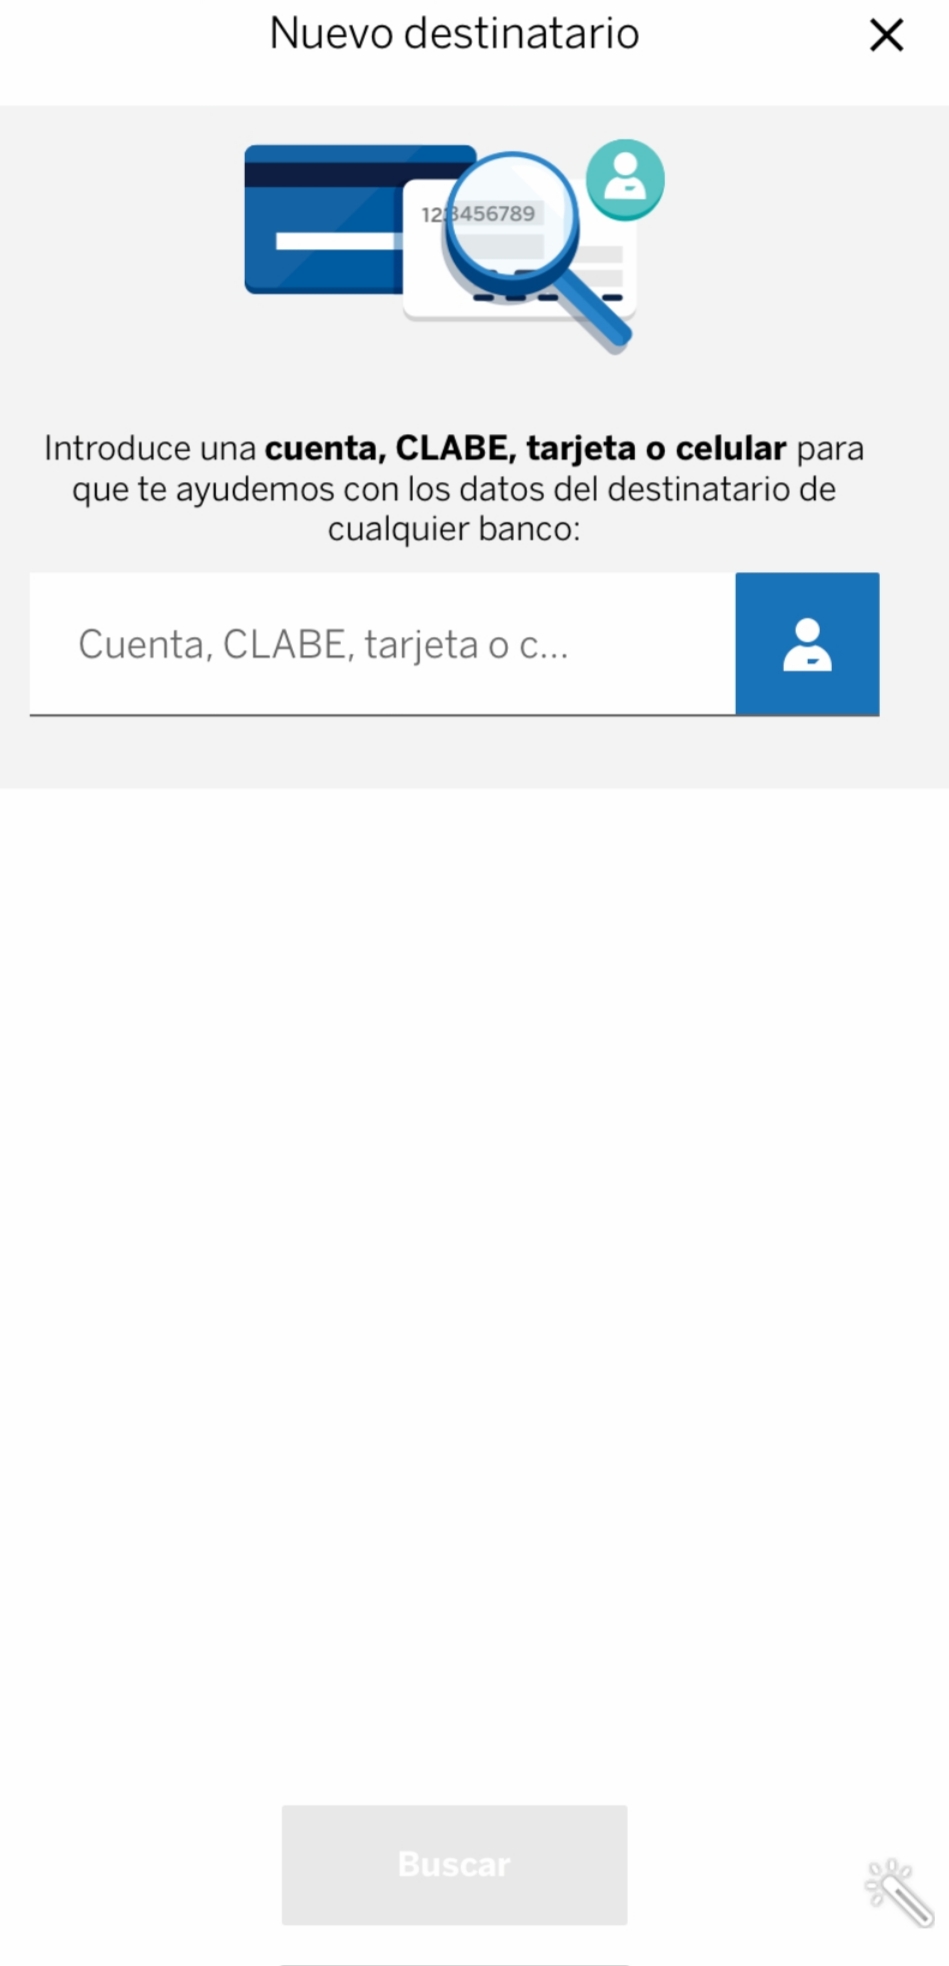 Nuevo destinatario
123456789
Introduce una cuenta, CLABE, tarjeta o celular para
que te ayudemos con los datos del destinatario de
cualquier banco:
Cuenta, CLABE, tarjeta o c...
Buscar